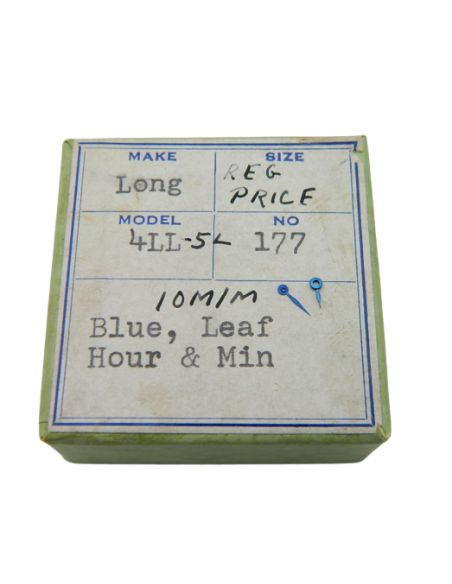 MAKE SIZE
Long REG
PRICE
MODEL NO
4LL-5L 177
10M/M
Blue, Leaf
Hour & Min